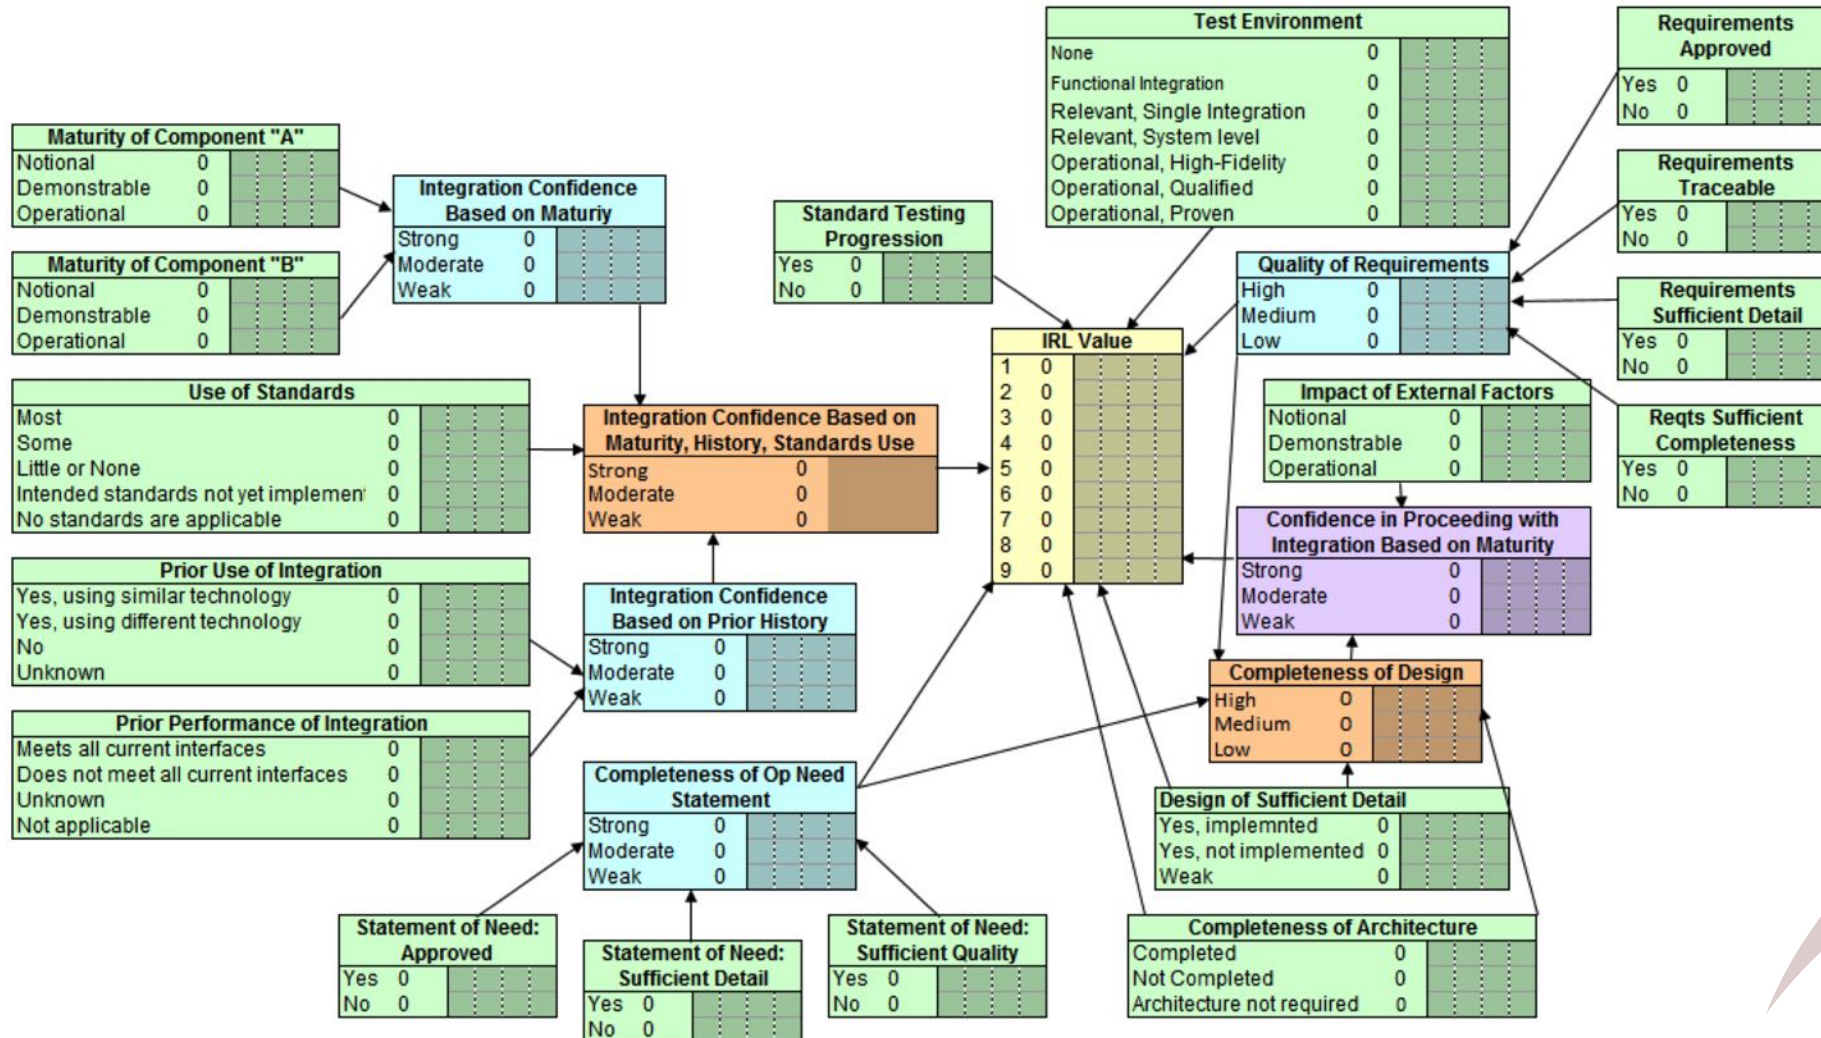 Test Environment
None 0
Functional Integration 0
Relevant, Single Integration 0
Relevant, System level 0
Operational, High-Fidelity 0
Operational, Qualified 0
Operational, Proven 0
Requirements
Approved
Yes 0
No 0
Maturity of Component "A"
Notional 0
Demonstrable 0
Operational 0
Integration Confidence
Based on Maturiy
Strong 0
Moderate 0
Weak 0
Standard Testing
Progression
Yes 0
No 0
Requirements
Traceable
Yes 0
No 0
Maturity of Component "B"
Notional 0
Demonstrable 0
Operational 0
Quality of Requirements
High 0
Medium 0
Low 0
Requirements
Sufficient Detail
Yes 0
No 0
IRL Value
1 0
2 0
3 0
4 0
5 0
6 0
7 0
8 0
9 0
Use of Standards
Most 0
Some 0
Little or None 0
Intended standards not yet implement 0
No standards are applicable 0
Integration Confidence Based on
Maturity, History, Standards Use
Strong 0
Moderate 0
Weak 0
Impact of External Factors
Notional 0
Demonstrable 0
Operational 0
Reqts Sufficient
Completeness
Yes 0
No 0
Confidence in Proceeding with
Integration Based on Maturity
Strong 0
Moderate 0
Weak 0
Prior Use of Integration
Yes, using similar technology 0
Yes, using different technology 0
No 0
Unknown 0
Integration Confidence
Based on Prior History
Strong 0
Moderate 0
Weak 0
Completeness of Design
High 0
Medium 0
Low 0
Prior Performance of Integration
Meets all current interfaces 0
Does not meet all current interfaces 0
Unknown 0
Not applicable 0
Completeness of Op Need
Statement
Strong 0
Moderate 0
Weak 0
Design of Sufficient Detail
Yes, implemnted 0
Yes, not implemented 0
Weak 0
Statement of Need:
Approved
Yes 0
No 0
Statement of Need:
Sufficient Detail
Yes 0
No 0
Statement of Need:
Sufficient Quality
Yes 0
No 0
Completeness of Architecture
Completed 0
Not Completed 0
Architecture not required 0